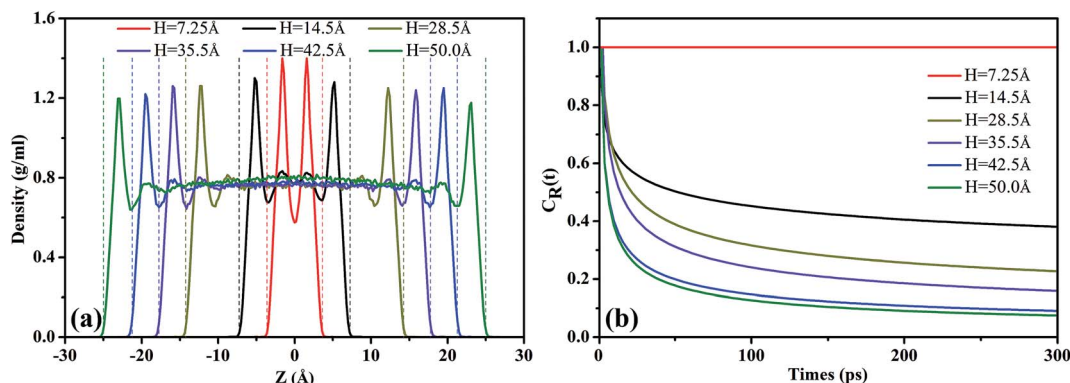 H=7.25Å H=14.5Å H=28.5Å
H=35.5Å H=42.5Å H=50.0Å
Density (g/ml)
1.6
1.2
0.8
0.4
0.0
(a)
-30 -20 -10 0 10 20 30
Z (Å)
C_R(t)
1.0
0.8
0.6
0.4
0.2
0.0
H=7.25Å
H=14.5Å
H=28.5Å
H=35.5Å
H=42.5Å
H=50.0Å
(b)
0 100 200 300
Times (ps)